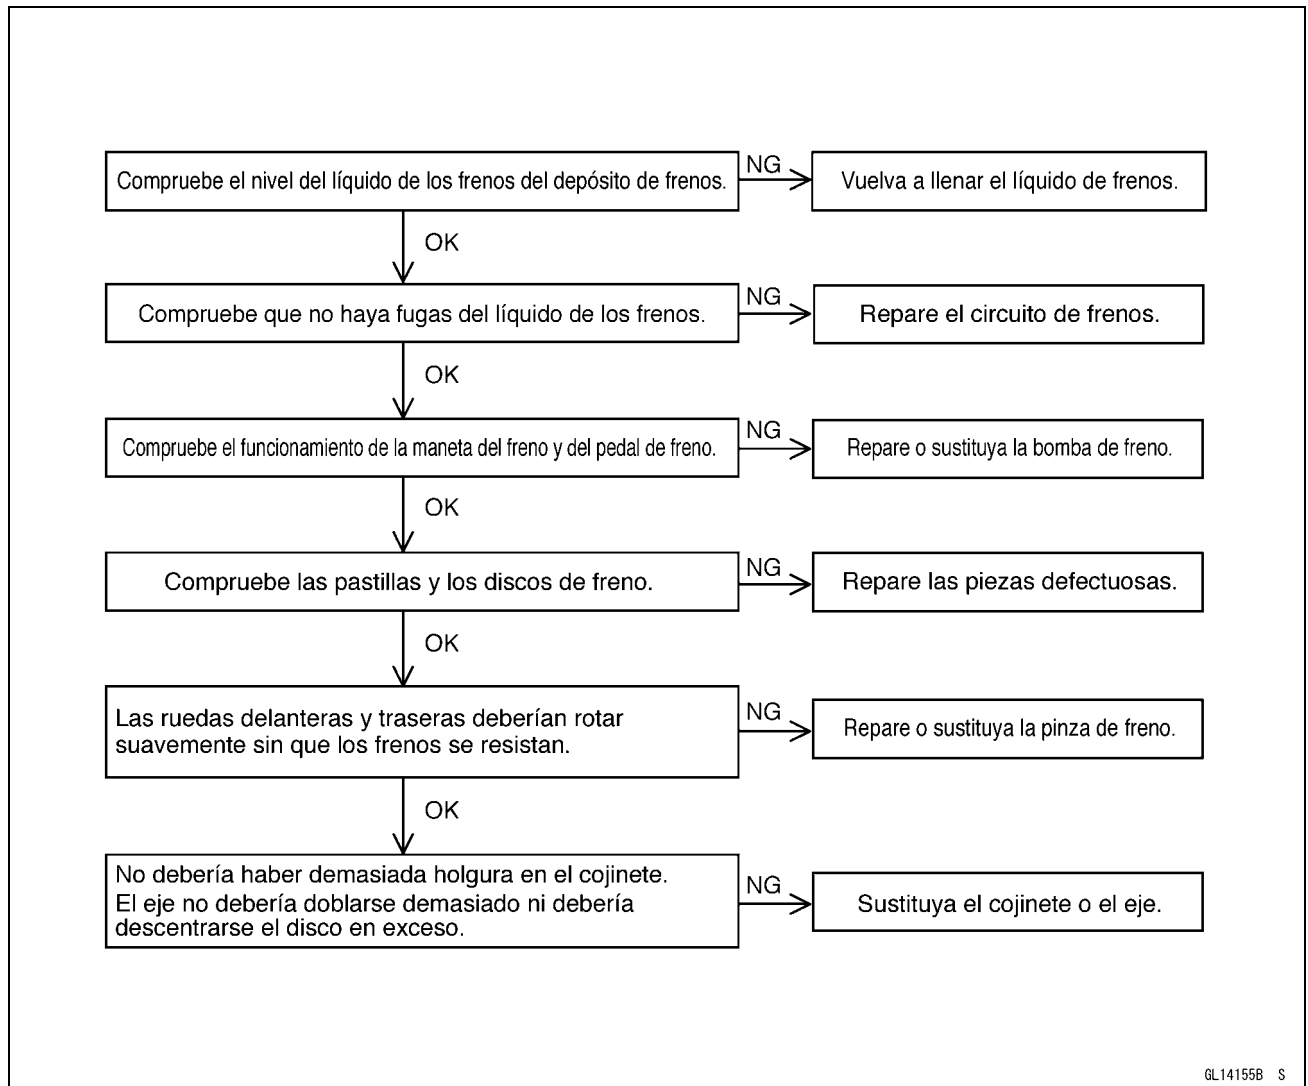 Compruebe el nivel del líquido de los frenos del depósito de frenos.
NG
Vuelva a llenar el líquido de frenos.
OK
Compruebe que no haya fugas del líquido de los frenos.
NG
Repare el circuito de frenos.
OK
Compruebe el funcionamiento de la maneta del freno y del pedal de freno.
NG
Repare o sustituya la bomba de freno.
OK
Compruebe las pastillas y los discos de freno.
NG
Repare las piezas defectuosas.
OK
Las ruedas delanteras y traseras deberían rotar
suavemente sin que los frenos se resistan.
NG
Repare o sustituya la pinza de freno.
OK
No debería haber demasiada holgura en el cojinete.
El eje no debería doblarse demasiado ni debería
descentrarse el disco en exceso.
NG
Sustituya el cojinete o el eje.
GL14155B S